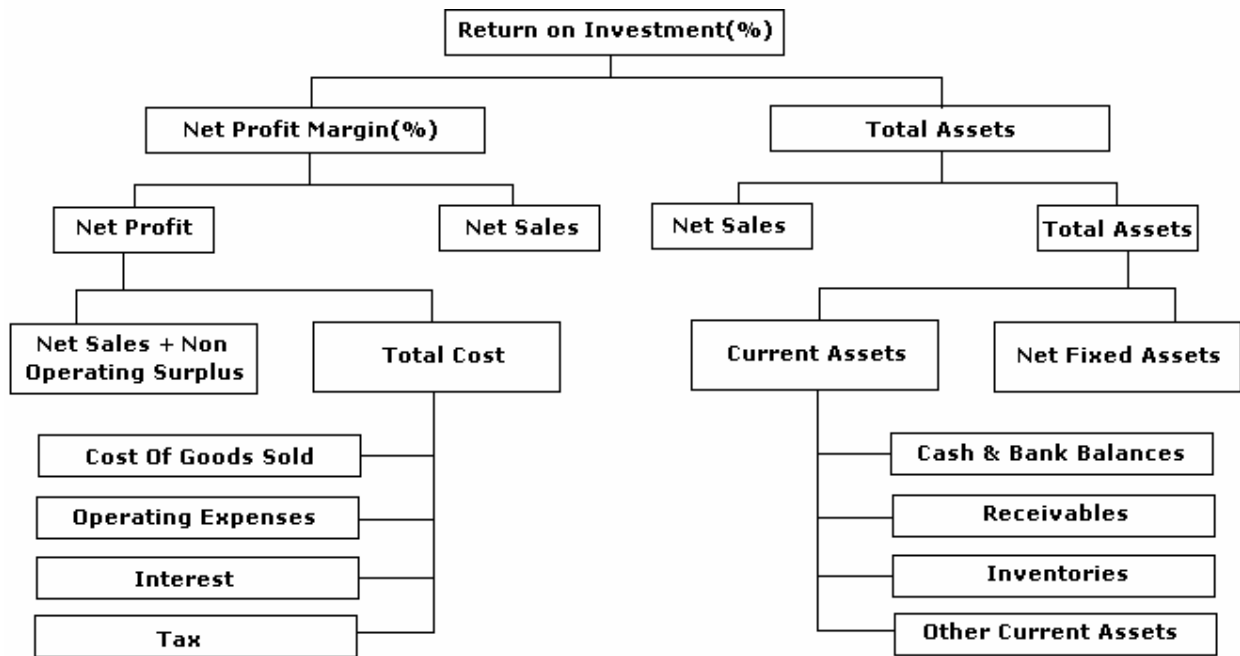 Return on Investment(%)
Net Profit Margin(%)
Total Assets
Net Profit
Net Sales
Net Sales
Total Assets
Net Sales + Non
Operating Surplus
Total Cost
Current Assets
Net Fixed Assets
Cost Of Goods Sold
Operating Expenses
Interest
Tax
Cash & Bank Balances
Receivables
Inventories
Other Current Assets